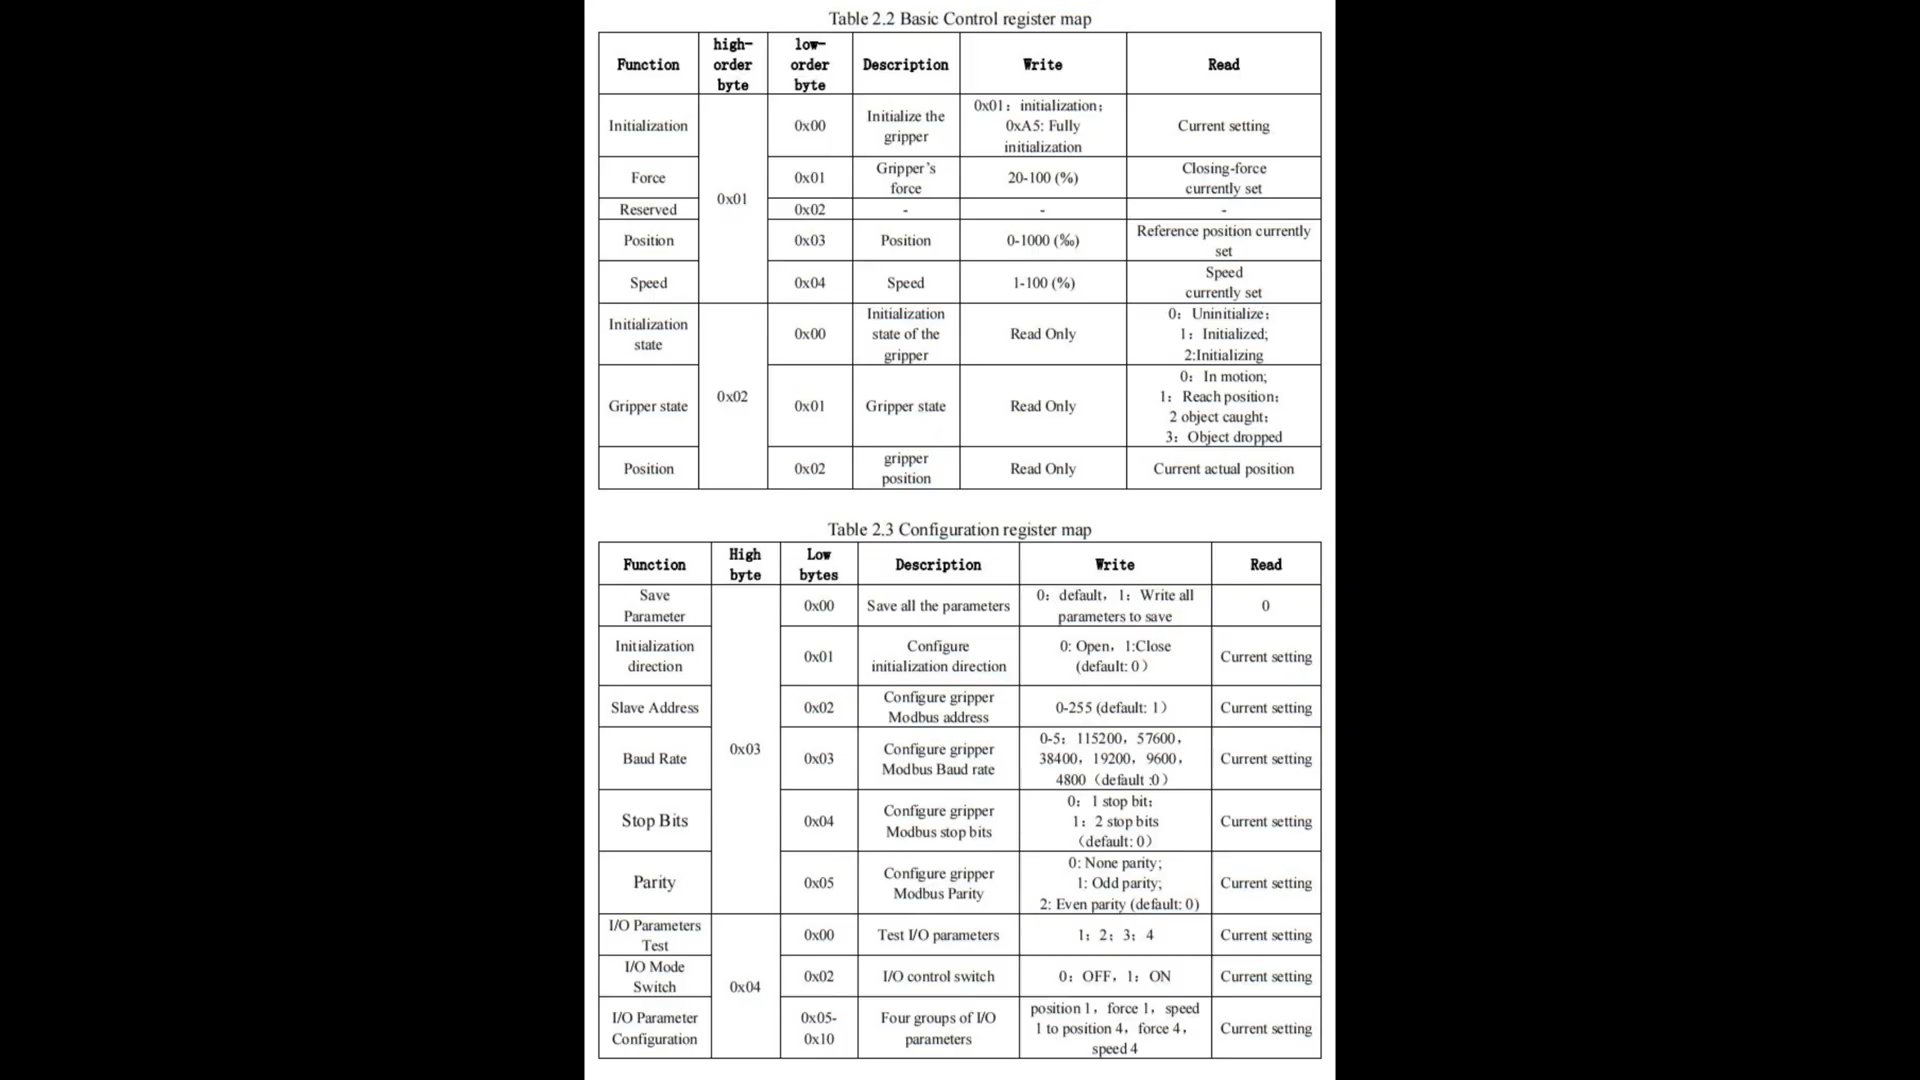 Table 2.2 Basic Control register map
Function
high-
order
byte
low-
order
byte
Description
Write
Read
Initialization
0x01
0x00
Initialize the
gripper
0x01：initialization；
0xA5: Fully
initialization
Current setting
Force
0x01
Gripper’s
force
20-100 (%)
Closing-force
currently set
Reserved
0x02
-
-
-
Position
0x03
Position
0-1000 (‰)
Reference position currently
set
Speed
0x04
Speed
1-100 (%)
Speed
currently set
Initialization
state
0x02
0x00
Initialization
state of the
gripper
Read Only
0：Uninitialize；
1：Initialized;
2:Initializing
Gripper state
0x01
Gripper state
Read Only
0：In motion;
1：Reach position；
2 object caught；
3：Object dropped
Position
0x02
gripper
position
Read Only
Current actual position
Table 2.3 Configuration register map
Function
High
byte
Low
bytes
Description
Write
Read
Save
Parameter
0x03
0x00
Save all the parameters
0：default，1：Write all
parameters to save
0
Initialization
direction
0x01
Configure
initialization direction
0: Open，1:Close
(default: 0）
Current setting
Slave Address
0x02
Configure gripper
Modbus address
0-255 (default: 1）
Current setting
Baud Rate
0x03
Configure gripper
Modbus Baud rate
0-5：115200，57600，
38400，19200，9600，
4800（default :0）
Current setting
Stop Bits
0x04
Configure gripper
Modbus stop bits
0：1 stop bit；
1：2 stop bits
（default: 0）
Current setting
Parity
0x05
Configure gripper
Modbus Parity
0: None parity;
1: Odd parity;
2: Even parity (default: 0)
Current setting
I/O Parameters
Test
0x04
0x00
Test I/O parameters
1；2；3；4
Current setting
I/O Mode
Switch
0x02
I/O control switch
0：OFF，1：ON
Current setting
I/O Parameter
Configuration
0x05-
0x10
Four groups of I/O
parameters
position 1，force 1，speed
1 to position 4，force 4，
speed 4
Current setting